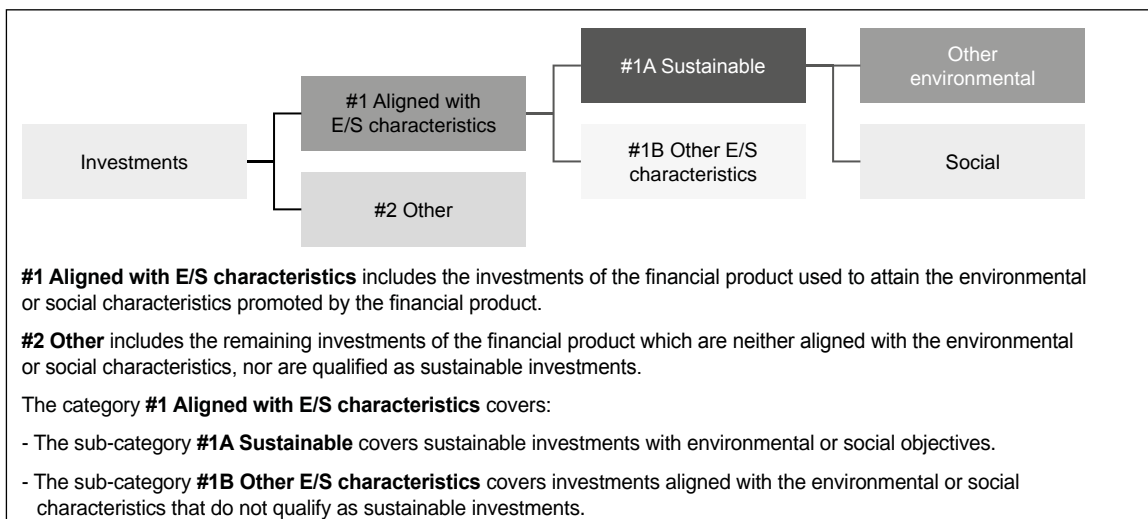 Investments
#1 Aligned with
E/S characteristics
#2 Other
#1A Sustainable
#1B Other E/S
characteristics
Other
environmental
Social
#1 Aligned with E/S characteristics includes the investments of the financial product used to attain the environmental
or social characteristics promoted by the financial product.
#2 Other includes the remaining investments of the financial product which are neither aligned with the environmental
or social characteristics, nor are qualified as sustainable investments.
The category #1 Aligned with E/S characteristics covers:
- The sub-category #1A Sustainable covers sustainable investments with environmental or social objectives.
- The sub-category #1B Other E/S characteristics covers investments aligned with the environmental or social
characteristics that do not qualify as sustainable investments.